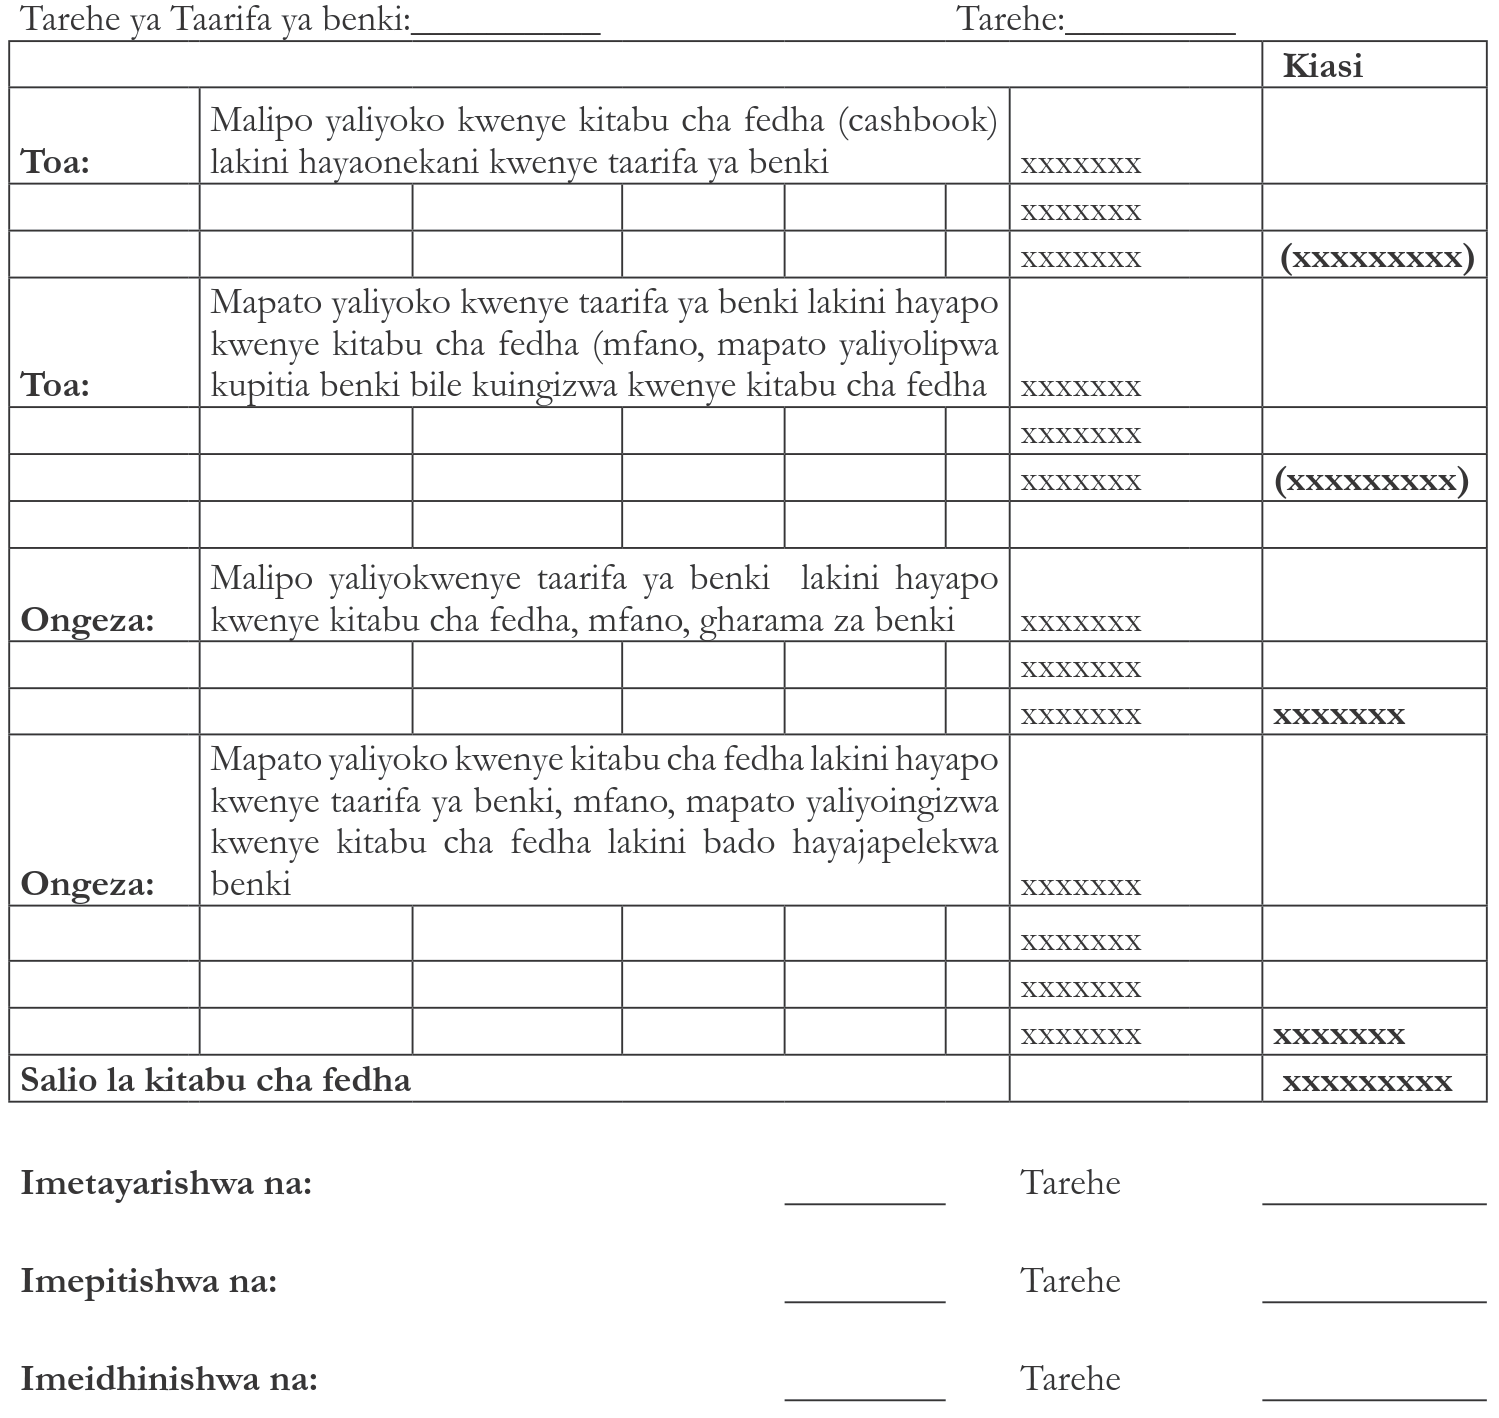 Tarehe ya Taarifa ya benki:__________ Tarehe:_________
Kiasi
Malipo yaliyoko kwenye kitabu cha fedha (cashbook)
Toa: lakini hayaonekani kwenye taarifa ya benki xxxxxxx
xxxxxxx
xxxxxxx (xxxxxxxxx)
Mapato yaliyoko kwenye taarifa ya benki lakini hayapo
kwenye kitabu cha fedha (mfano, mapato yaliyolipwa
Toa: kupitia benki bile kuingizwa kwenye kitabu cha fedha xxxxxxx
xxxxxxx
xxxxxxx (xxxxxxxxx)
Malipo yaliyokwenye taarifa ya benki lakini hayapo
Ongeza: kwenye kitabu cha fedha, mfano, gharama za benki xxxxxxx
xxxxxxx
xxxxxxx xxxxxxx
Mapato yaliyoko kwenye kitabu cha fedha lakini hayapo
kwenye taarifa ya benki, mfano, mapato yaliyoingizwa
kwenye kitabu cha fedha lakini bado hayajapelekwa
Ongeza: benki xxxxxxx
xxxxxxx
xxxxxxx
xxxxxxx xxxxxxx
Salio la kitabu cha fedha xxxxxxxxx
Imetayarishwa na: ________ Tarehe ___________
Imepitishwa na: ________ Tarehe ___________
Imeidhinishwa na: ________ Tarehe ___________